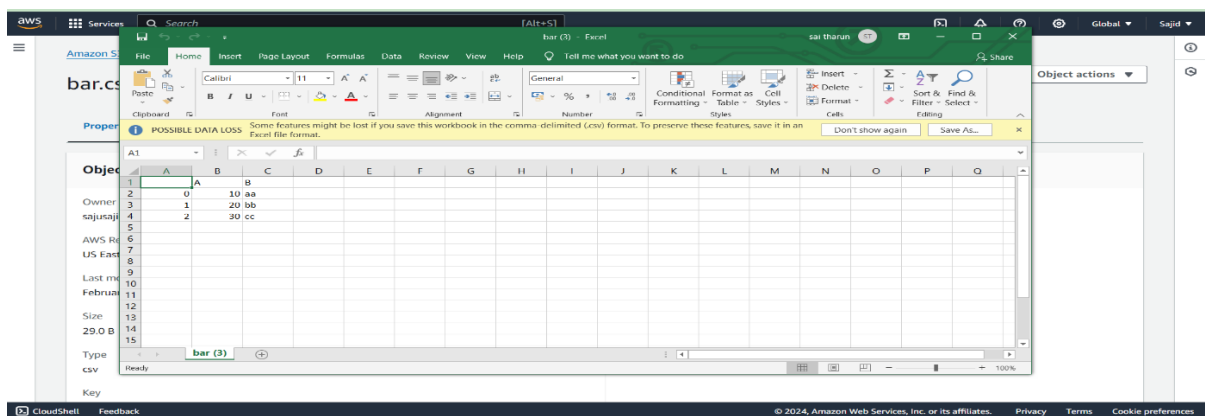 aws Services Search [Alt+S] Global ▼ Sajid ▼
bar (3) - Excel sai tharun ST
Amazon S
File Home Insert Page Layout Formulas Data Review View Help Tell me what you want to do Share
bar.cs
Object actions ▼
Paste Calibri 11 A A General Conditional Formatting Format as Table Cell Styles Insert Delete Format Sort & Filter Find & Select
B I U A % ,
Clipboard Font Alignment Number Styles Cells Editing
Proper
POSSIBLE DATA LOSS Some features might be lost if you save this workbook in the comma-delimited (.csv) format. To preserve these features, save it in an Excel file format. Don't show again Save As...
A1 fx
Objec
A B C D E F G H I J K L M N O P Q
1 A B
2 0 10 aa
3 1 20 bb
4 2 30 cc
5
6
7
8
9
10
11
12
13
14
15
Owner
sajusaji
AWS Re
US East
Last mo
Februar
Size
29.0 B
Type
csv
Key
bar (3)
Ready 100%
CloudShell Feedback © 2024, Amazon Web Services, Inc. or its affiliates. Privacy Terms Cookie preferences